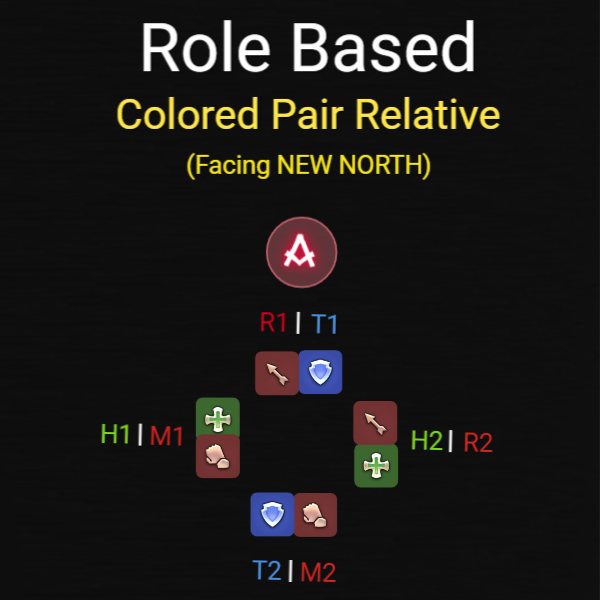 Role Based
Colored Pair Relative
(Facing NEW NORTH)
A
R1 | T1
H1 | M1
H2 | R2
T2 | M2